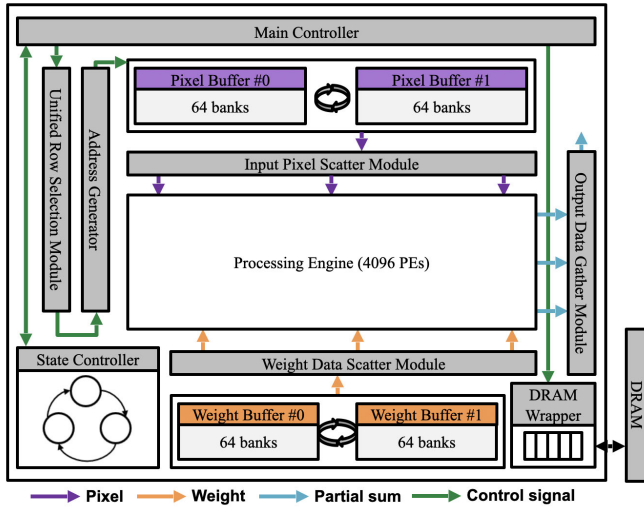 Main Controller
Unified Row Selection Module
Address Generator
Pixel Buffer #0
64 banks
Pixel Buffer #1
64 banks
Input Pixel Scatter Module
Processing Engine (4096 PEs)
Output Data Gather Module
State Controller
Weight Data Scatter Module
Weight Buffer #0
64 banks
Weight Buffer #1
64 banks
DRAM
Wrapper
DRAM
Pixel
Weight
Partial sum
Control signal